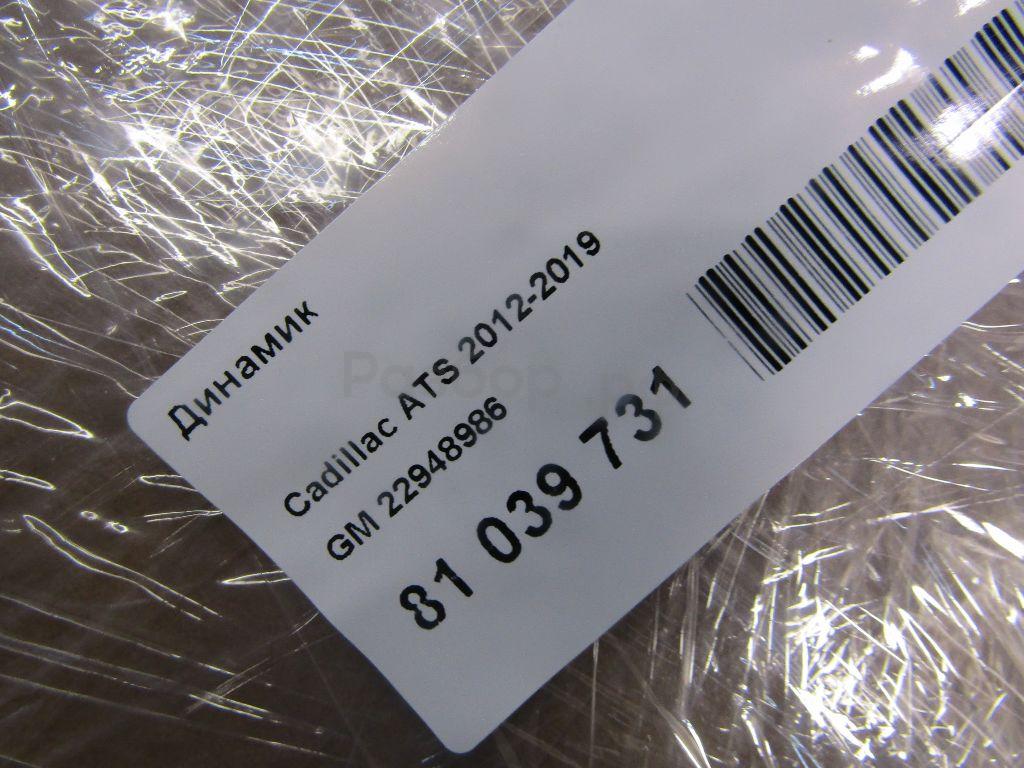 Динамик
Cadillac ATS 2012-2019
GM 22948986
81 039 731